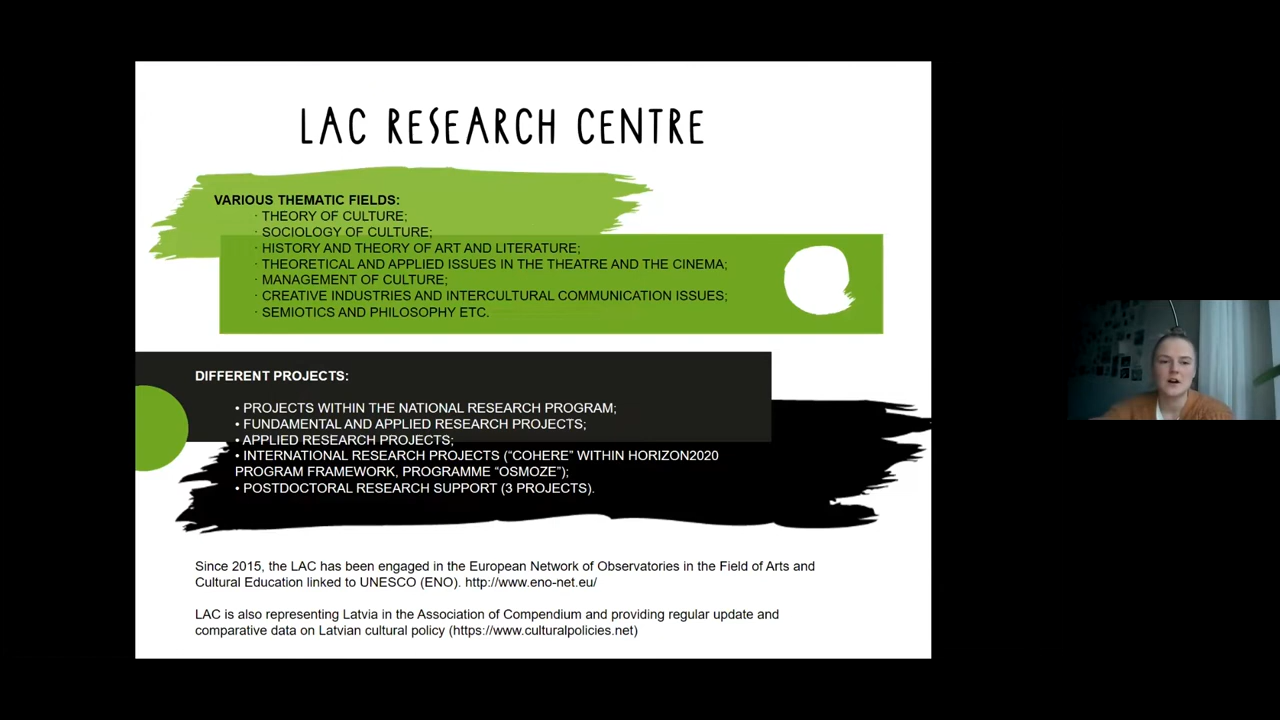 LAC RESEARCH CENTRE
VARIOUS THEMATIC FIELDS:
· THEORY OF CULTURE;
· SOCIOLOGY OF CULTURE;
· HISTORY AND THEORY OF ART AND LITERATURE;
· THEORETICAL AND APPLIED ISSUES IN THE THEATRE AND THE CINEMA;
· MANAGEMENT OF CULTURE;
· CREATIVE INDUSTRIES AND INTERCULTURAL COMMUNICATION ISSUES;
· SEMIOTICS AND PHILOSOPHY ETC.
DIFFERENT PROJECTS:
• PROJECTS WITHIN THE NATIONAL RESEARCH PROGRAM;
• FUNDAMENTAL AND APPLIED RESEARCH PROJECTS;
• APPLIED RESEARCH PROJECTS;
• INTERNATIONAL RESEARCH PROJECTS (“COHERE” WITHIN HORIZON2020
PROGRAM FRAMEWORK, PROGRAMME “OSMOZE”);
• POSTDOCTORAL RESEARCH SUPPORT (3 PROJECTS).
Since 2015, the LAC has been engaged in the European Network of Observatories in the Field of Arts and
Cultural Education linked to UNESCO (ENO). http://www.eno-net.eu/
LAC is also representing Latvia in the Association of Compendium and providing regular update and
comparative data on Latvian cultural policy (https://www.culturalpolicies.net)